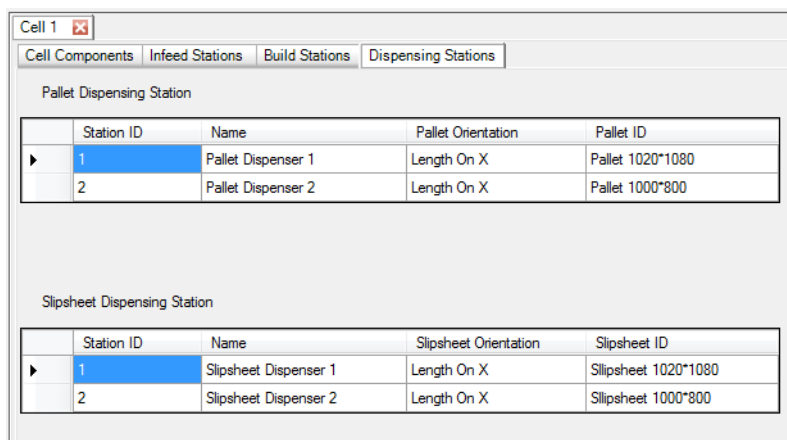 Cell 1
Cell Components Infeed Stations Build Stations Dispensing Stations
Pallet Dispensing Station
Station ID Name Pallet Orientation Pallet ID
1 Pallet Dispenser 1 Length On X Pallet 1020*1080
2 Pallet Dispenser 2 Length On X Pallet 1000*800
Slipsheet Dispensing Station
Station ID Name Slipsheet Orientation Slipsheet ID
1 Slipsheet Dispenser 1 Length On X Sllipsheet 1020*1080
2 Slipsheet Dispenser 2 Length On X Sllipsheet 1000*800